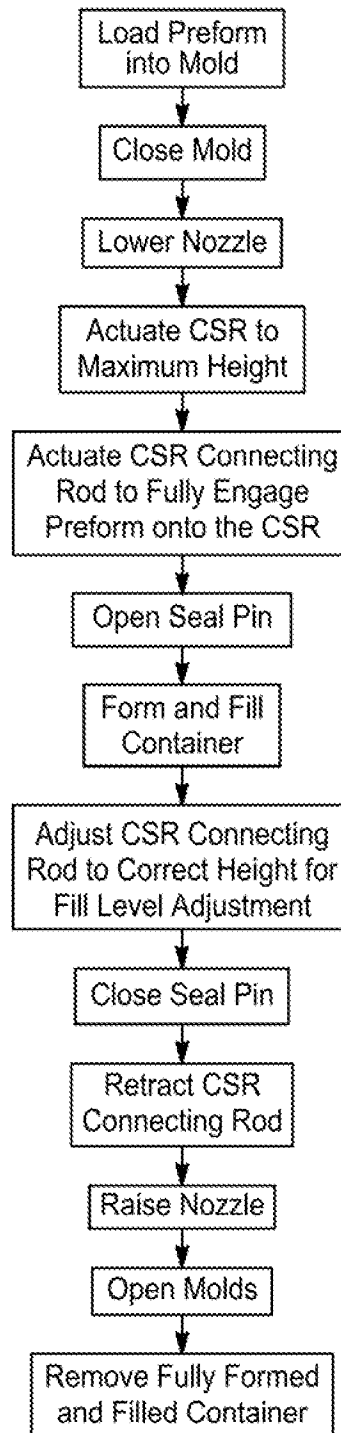 Load Preform
into Mold
Close Mold
Lower Nozzle
Actuate CSR to
Maximum Height
Actuate CSR Connecting
Rod to Fully Engage
Preform onto the CSR
Open Seal Pin
Form and Fill
Container
Adjust CSR Connecting
Rod to Correct Height for
Fill Level Adjustment
Close Seal Pin
Retract CSR
Connecting Rod
Raise Nozzle
Open Molds
Remove Fully Formed
and Filled Container